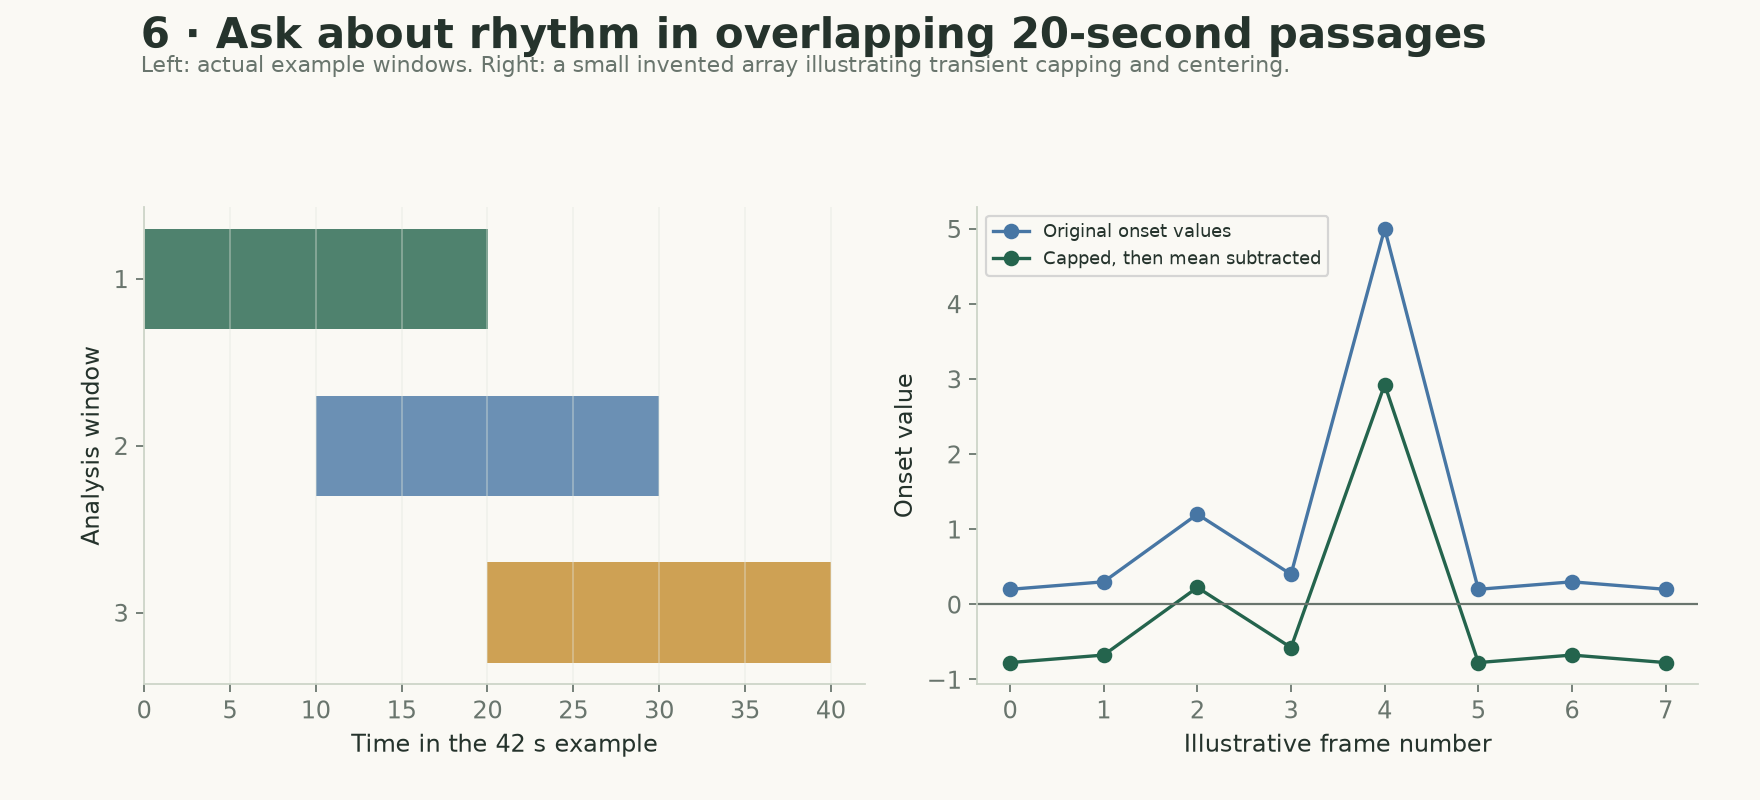 6 · Ask about rhythm in overlapping 20-second passages
Left: actual example windows. Right: a small invented array illustrating transient capping and centering.
Analysis window
1
2
3
0 5 10 15 20 25 30 35 40
Time in the 42 s example
Original onset values
Capped, then mean subtracted
Onset value
5
4
3
2
1
0
−1
0 1 2 3 4 5 6 7
Illustrative frame number